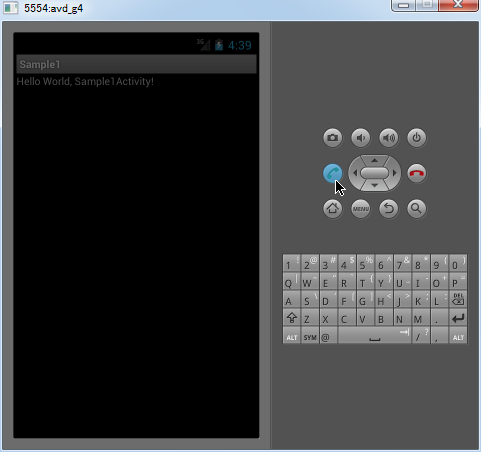 5554:avd_g4
3G 4:39
Sample1
Hello World, Sample1Activity!
MENU
1 ! 2 @ 3 # 4 $ 5 % 6 ^ 7 & 8 * 9 ( 0 )
Q W ~ E " R ` T { Y } U _ I - O + P =
A S \ D ' F [ G ] H < J > K ; L : DEL
Z X C V B N M .
ALT SYM @ →| / ? , ALT